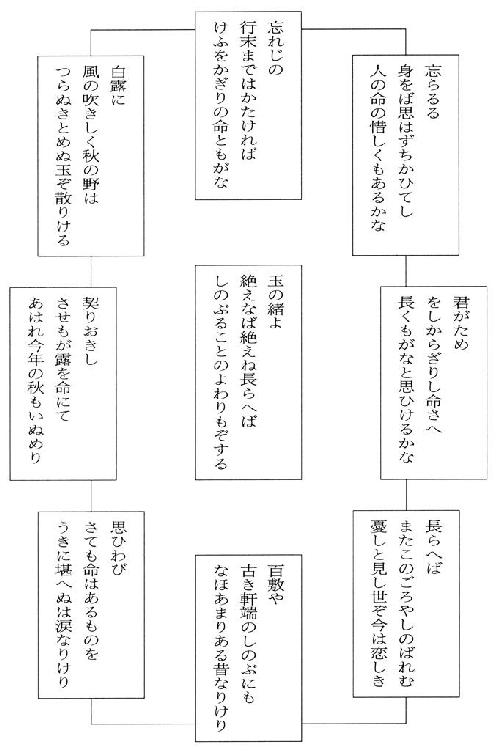 忘らるる
身をば思はずちかひてし
人の命の惜しくもあるかな
忘れじの
行末まではかたければ
けふをかぎりの命ともがな
白露に
風の吹きしく秋の野は
つらぬきとめぬ玉ぞ散りける
君がため
をしからざりし命さへ
長くもがなと思ひけるかな
玉の緒よ
絶えなば絶えね長らへば
しのぶることのよわりもぞする
契りおきし
させもが露を命にて
あはれ今年の秋もいぬめり
長らへば
またこのごろやしのばれむ
憂しと見し世ぞ今は恋しき
百敷や
古き軒端のしのぶにも
なほあまりある昔なりけり
思ひわび
さても命はあるものを
うきに堪へぬは涙なりけり